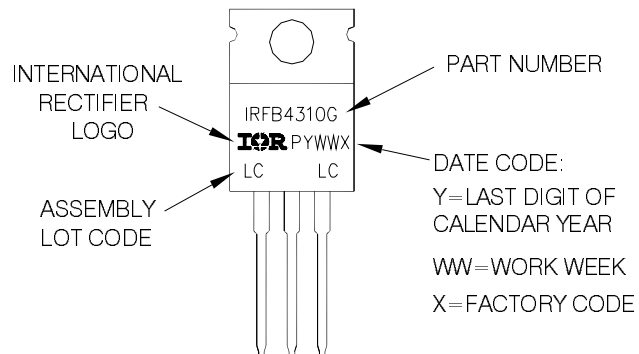 INTERNATIONAL
RECTIFIER
LOGO
PART NUMBER
IRFB4310G
IOR PYWWX
LC LC
ASSEMBLY
LOT CODE
DATE CODE:
Y=LAST DIGIT OF
CALENDAR YEAR
WW=WORK WEEK
X=FACTORY CODE